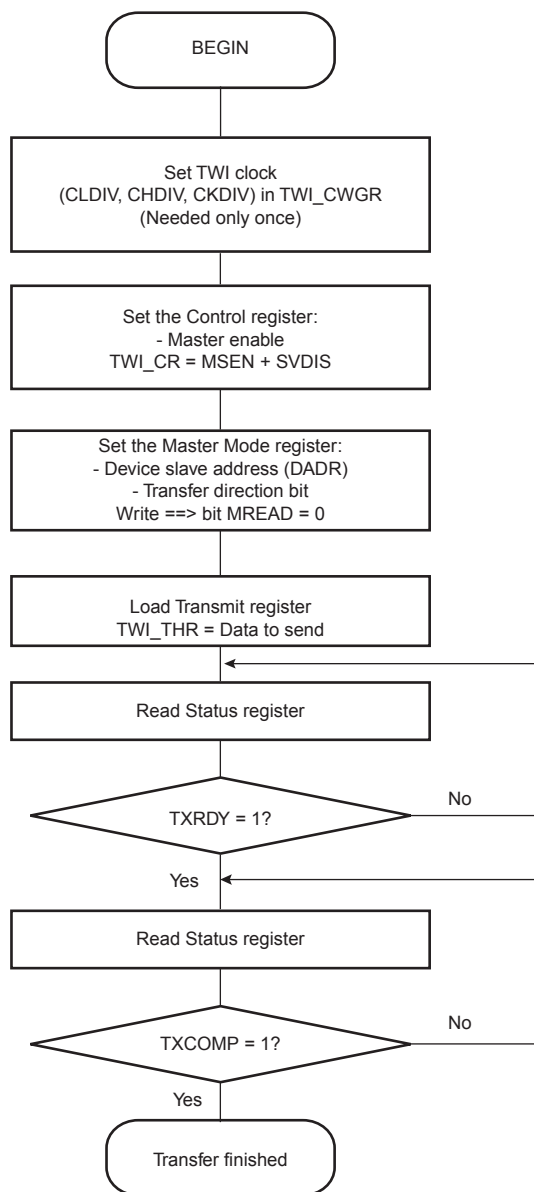 BEGIN
Set TWI clock
(CLDIV, CHDIV, CKDIV) in TWI_CWGR
(Needed only once)
Set the Control register:
- Master enable
TWI_CR = MSEN + SVDIS
Set the Master Mode register:
- Device slave address (DADR)
- Transfer direction bit
Write ==> bit MREAD = 0
Load Transmit register
TWI_THR = Data to send
Read Status register
TXRDY = 1?
No
Yes
Read Status register
TXCOMP = 1?
No
Yes
Transfer finished